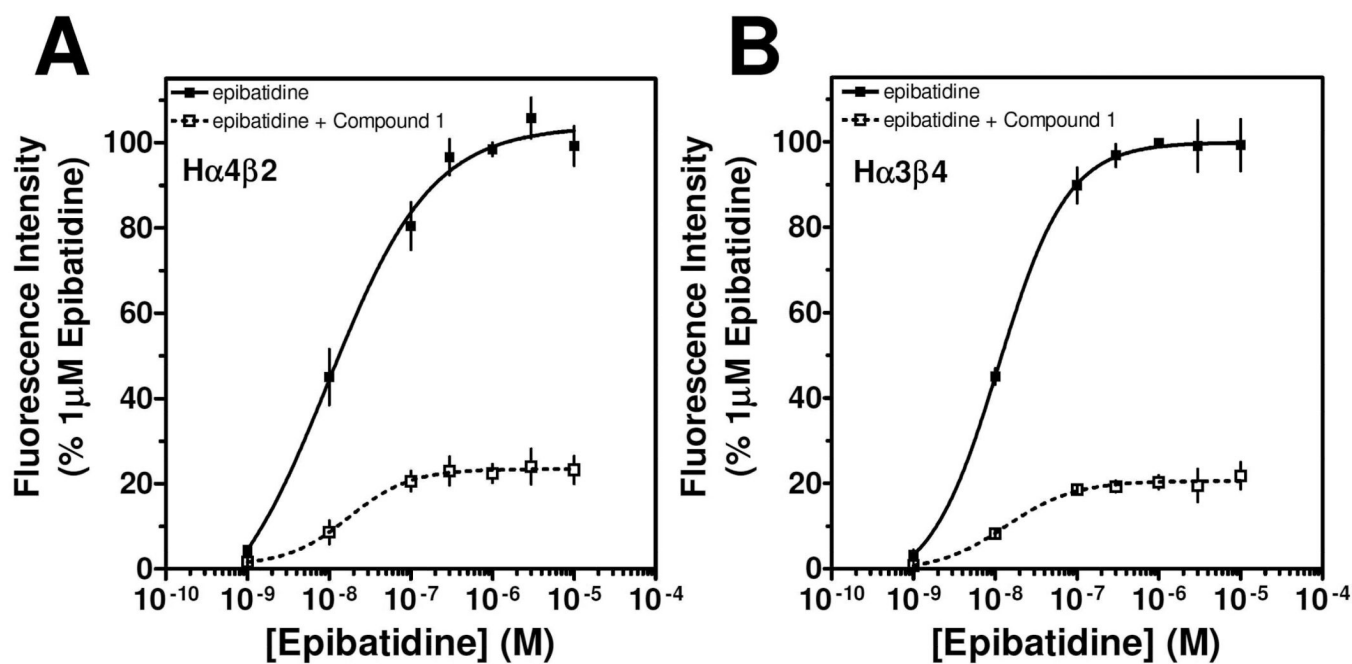 A
Fluorescence Intensity
(% 1μM Epibatidine)
epibatidine
epibatidine + Compound 1
Hα4β2
100
80
60
40
20
0
10-10 10-9 10-8 10-7 10-6 10-5 10-4
[Epibatidine] (M)
B
Fluorescence Intensity
(% 1μM Epibatidine)
epibatidine
epibatidine + Compound 1
Hα3β4
100
80
60
40
20
0
10-10 10-9 10-8 10-7 10-6 10-5 10-4
[Epibatidine] (M)